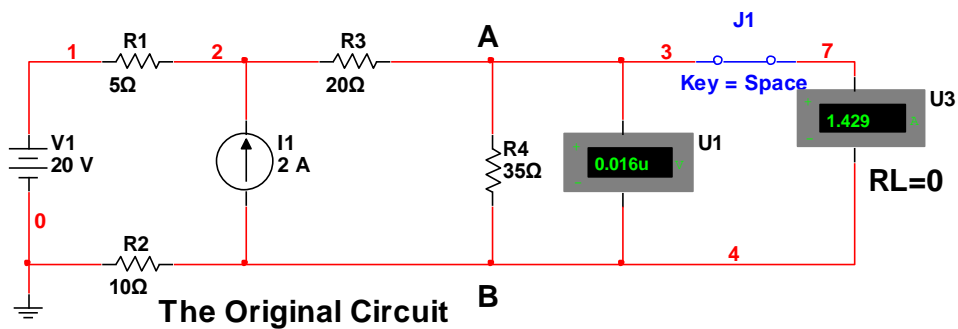 J1
A
1
R1
2
R3
3
7
5Ω
20Ω
Key = Space
U3
+
1.429
A
−
V1
20 V
I1
2 A
R4
35Ω
U1
+
0.016u
V
−
RL=0
0
R2
10Ω
4
B
The Original Circuit